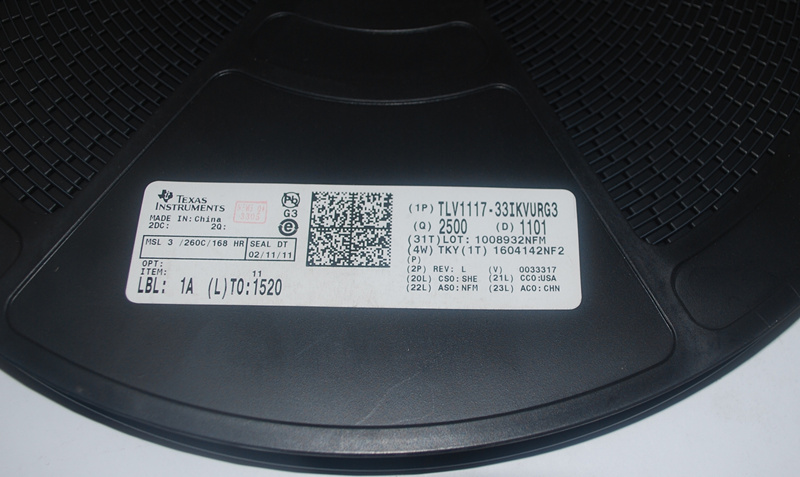 TEXAS
INSTRUMENTS
MADE IN: China
2DC: 2Q:
Pb
G3
e
MSL 3 /260C/168 HR
SEAL DT
02/11/11
OPT:
ITEM: 11
LBL: 1A (L)TO:1520
(1P) TLV1117-33IKVURG3
(Q) 2500 (D) 1101
(31T)LOT: 1008932NFM
(4W) TKY(1T) 1604142NF2
(P)
(2P) REV: L (V) 0033317
(20L) CSO:SHE (21L) CCO:USA
(22L) ASO:NFM (23L) ACO:CHN